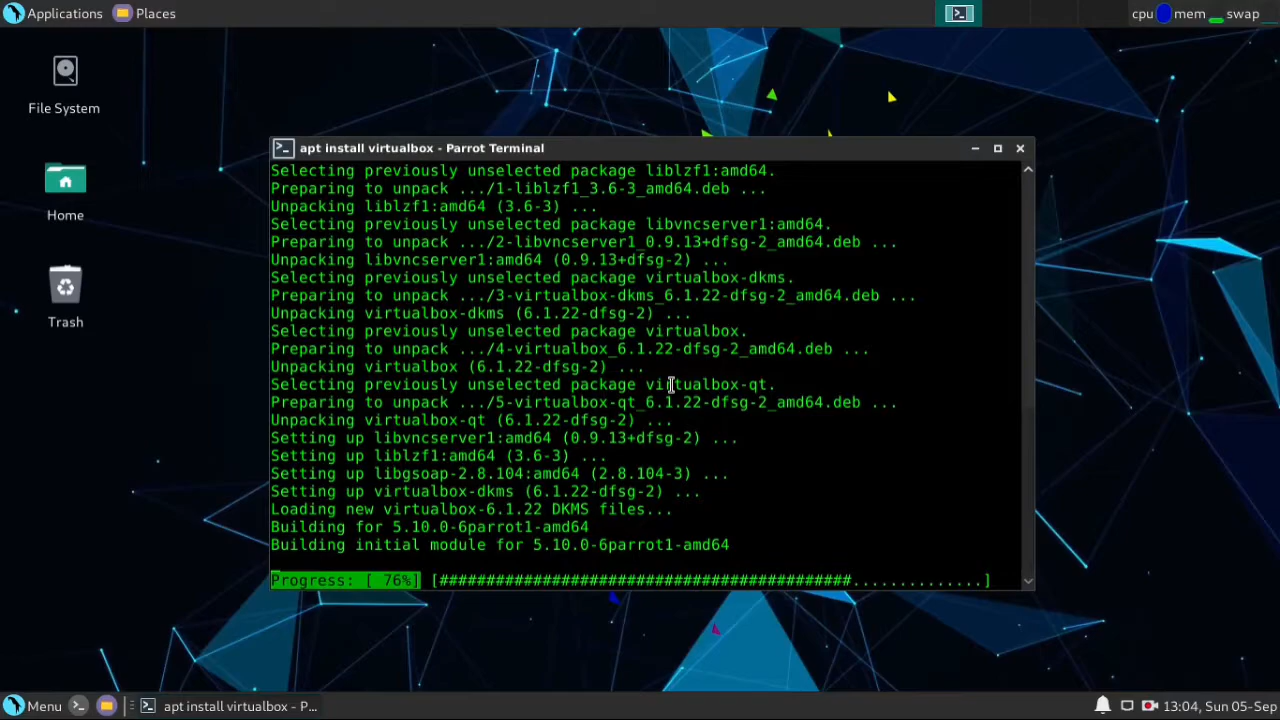 Applications Places cpu mem swap
File System
Home
Trash
apt install virtualbox - Parrot Terminal
Selecting previously unselected package liblzf1:amd64.
Preparing to unpack .../1-liblzf1_3.6-3_amd64.deb ...
Unpacking liblzf1:amd64 (3.6-3) ...
Selecting previously unselected package libvncserver1:amd64.
Preparing to unpack .../2-libvncserver1_0.9.13+dfsg-2_amd64.deb ...
Unpacking libvncserver1:amd64 (0.9.13+dfsg-2) ...
Selecting previously unselected package virtualbox-dkms.
Preparing to unpack .../3-virtualbox-dkms_6.1.22-dfsg-2_amd64.deb ...
Unpacking virtualbox-dkms (6.1.22-dfsg-2) ...
Selecting previously unselected package virtualbox.
Preparing to unpack .../4-virtualbox_6.1.22-dfsg-2_amd64.deb ...
Unpacking virtualbox (6.1.22-dfsg-2) ...
Selecting previously unselected package virtualbox-qt.
Preparing to unpack .../5-virtualbox-qt_6.1.22-dfsg-2_amd64.deb ...
Unpacking virtualbox-qt (6.1.22-dfsg-2) ...
Setting up libvncserver1:amd64 (0.9.13+dfsg-2) ...
Setting up liblzf1:amd64 (3.6-3) ...
Setting up libgsoap-2.8.104:amd64 (2.8.104-3) ...
Setting up virtualbox-dkms (6.1.22-dfsg-2) ...
Loading new virtualbox-6.1.22 DKMS files...
Building for 5.10.0-6parrot1-amd64
Building initial module for 5.10.0-6parrot1-amd64
Progress: [ 76%] [############################################..............]
Menu apt install virtualbox - P... 13:04, Sun 05-Sep